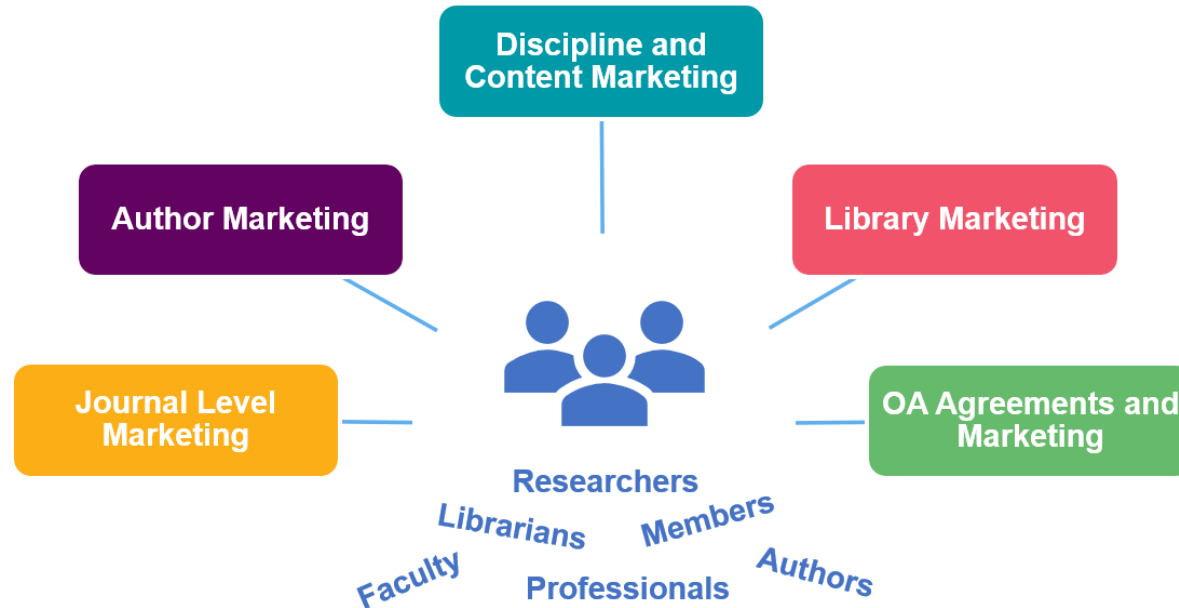 Discipline and
Content Marketing
Author Marketing
Library Marketing
Journal Level
Marketing
OA Agreements and
Marketing
Researchers
Librarians
Members
Faculty
Professionals
Authors